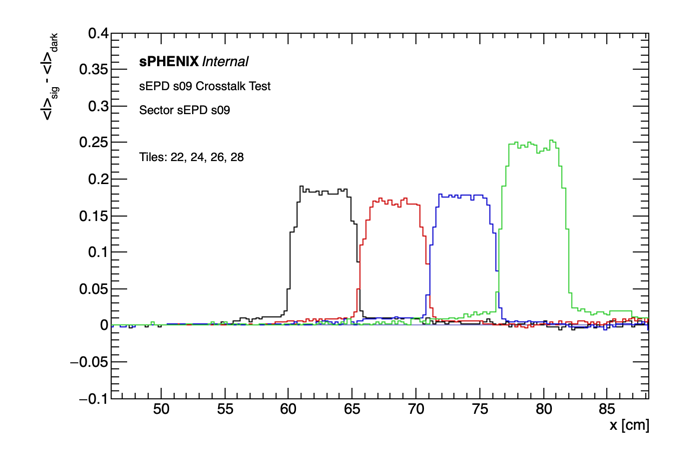 0.4
0.35
0.3
0.25
0.2
0.15
0.1
0.05
0
−0.05
−0.1
<I>sig - <I>dark
sPHENIX Internal
sEPD s09 Crosstalk Test
Sector sEPD s09
Tiles: 22, 24, 26, 28
50 55 60 65 70 75 80 85
x [cm]